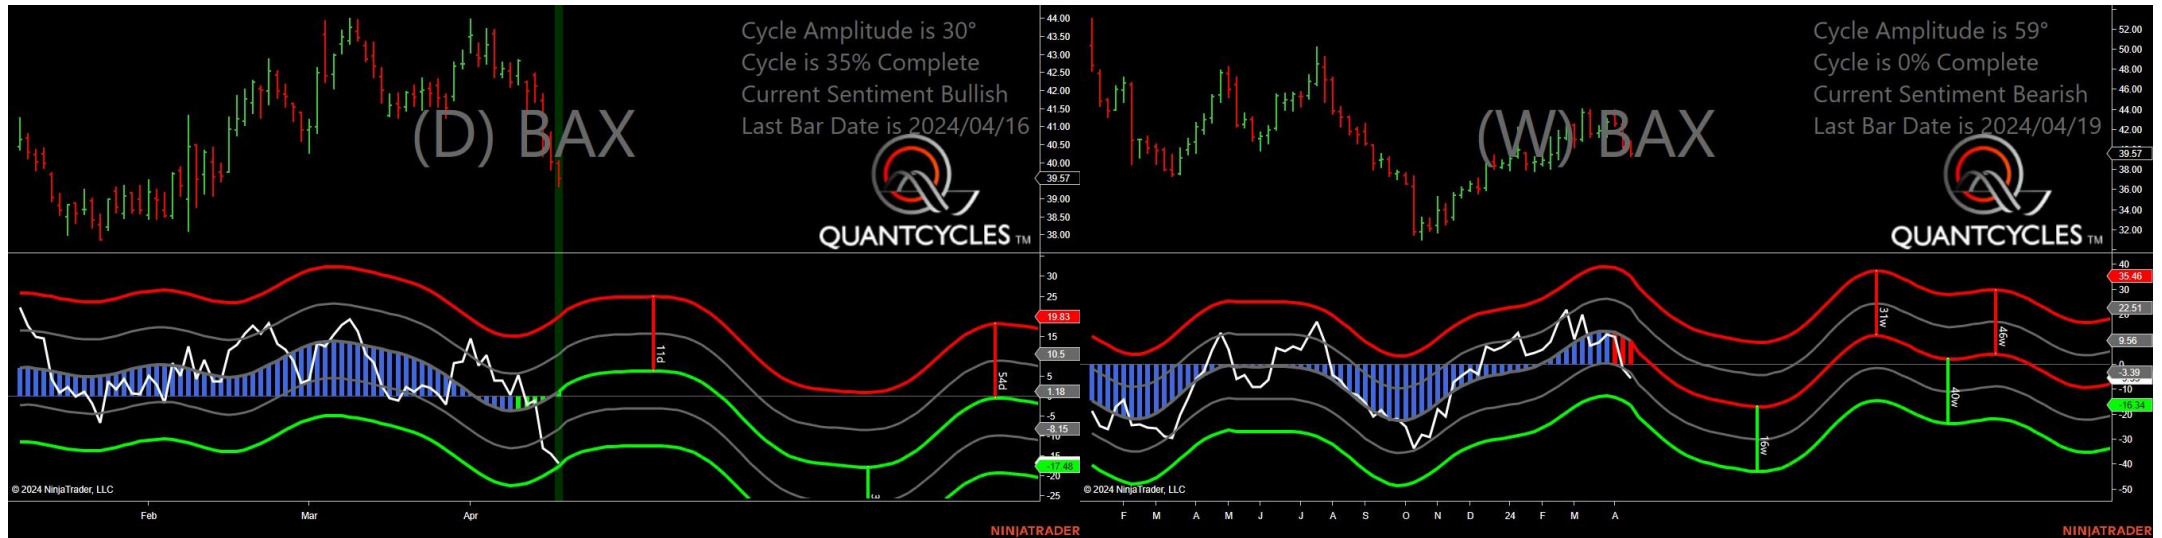 Cycle Amplitude is 30°
Cycle is 35% Complete
Current Sentiment Bullish
Last Bar Date is 2024/04/16
(D) BAX
QUANTCYCLES TM
44.00
43.50
43.00
42.50
42.00
41.50
41.00
40.50
40.00
39.57
39.00
38.50
38.00
30
25
19.83
15
10.5
5
1.18
-5
-8.15
-15
-17.48
-20
-25
11d
54d
© 2024 NinjaTrader, LLC
Feb Mar Apr
NINJATRADER
Cycle Amplitude is 59°
Cycle is 0% Complete
Current Sentiment Bearish
Last Bar Date is 2024/04/19
(W) BAX
QUANTCYCLES TM
52.00
50.00
48.00
46.00
44.00
42.00
39.57
38.00
36.00
34.00
32.00
40
35.46
30
22.51
20
9.56
0
-3.39
-10
-16.34
-20
-30
-40
-50
16w
31w
40w
46w
© 2024 NinjaTrader, LLC
F M A M J J A S O N D 24 F M A
NINJATRADER